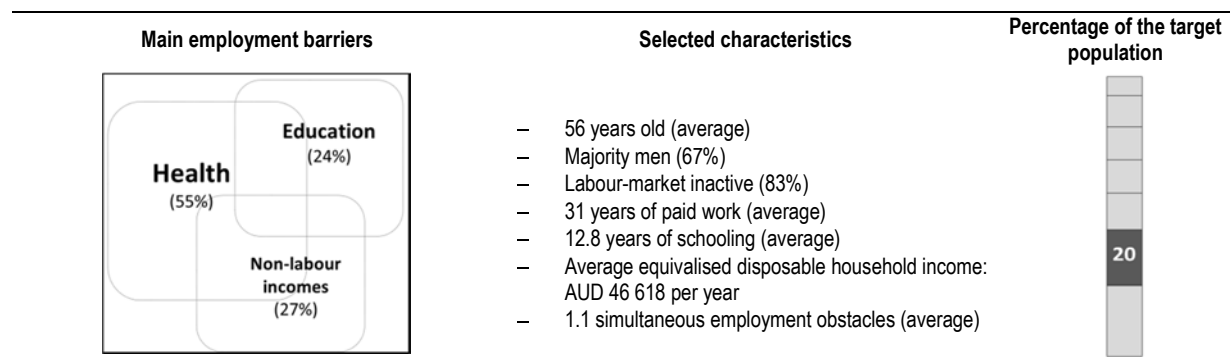 Main employment barriers
Selected characteristics
Percentage of the target
population
Education
(24%)
Health
(55%)
Non-labour
incomes
(27%)
– 56 years old (average)
– Majority men (67%)
– Labour-market inactive (83%)
– 31 years of paid work (average)
– 12.8 years of schooling (average)
– Average equivalised disposable household income:
AUD 46 618 per year
– 1.1 simultaneous employment obstacles (average)
20